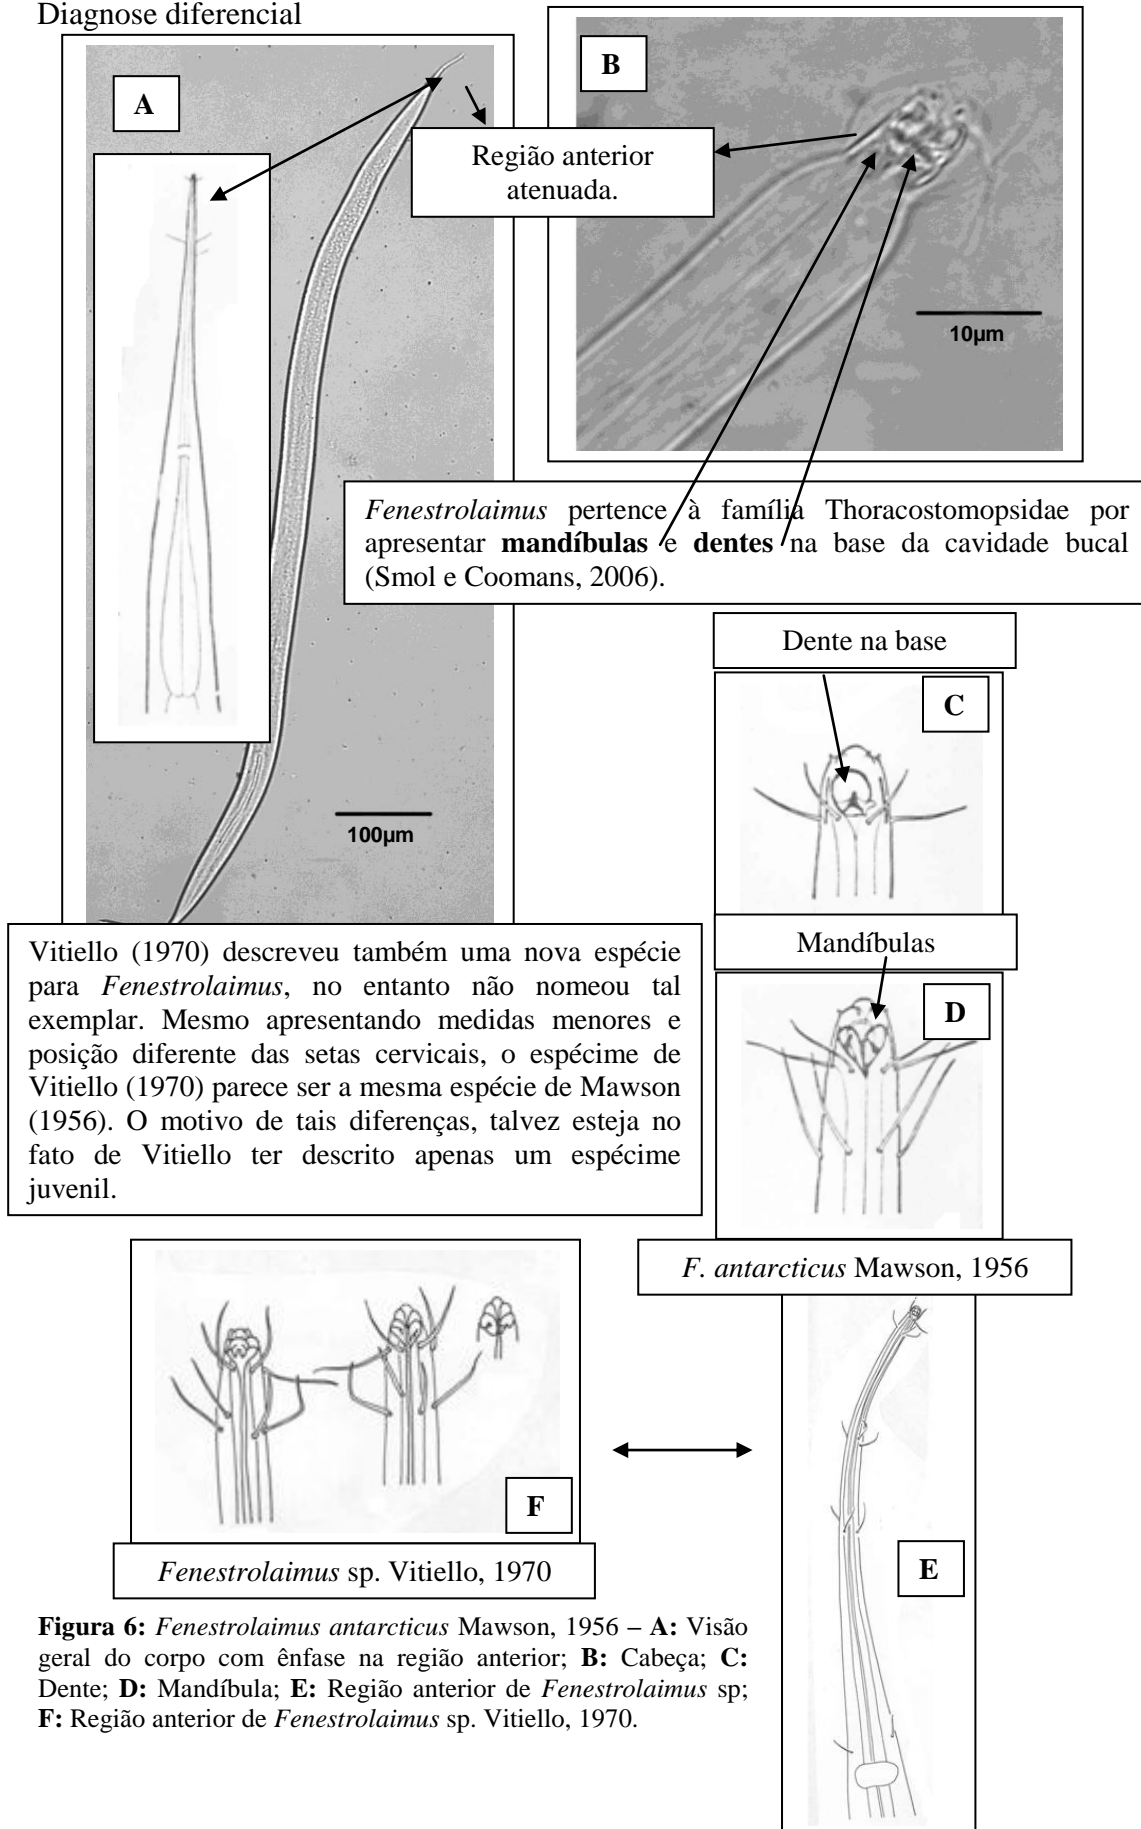 Diagnose diferencial
A
B
Região anterior
atenuada.
10µm
Fenestrolaimus pertence à família Thoracostomopsidae por
apresentar mandíbulas e dentes na base da cavidade bucal
(Smol e Coomans, 2006).
100µm
Dente na base
C
Mandíbulas
D
Vitiello (1970) descreveu também uma nova espécie
para Fenestrolaimus, no entanto não nomeou tal
exemplar. Mesmo apresentando medidas menores e
posição diferente das setas cervicais, o espécime de
Vitiello (1970) parece ser a mesma espécie de Mawson
(1956). O motivo de tais diferenças, talvez esteja no
fato de Vitiello ter descrito apenas um espécime
juvenil.
F. antarcticus Mawson, 1956
F
E
Fenestrolaimus sp. Vitiello, 1970
Figura 6: Fenestrolaimus antarcticus Mawson, 1956 – A: Visão
geral do corpo com ênfase na região anterior; B: Cabeça; C:
Dente; D: Mandíbula; E: Região anterior de Fenestrolaimus sp;
F: Região anterior de Fenestrolaimus sp. Vitiello, 1970.